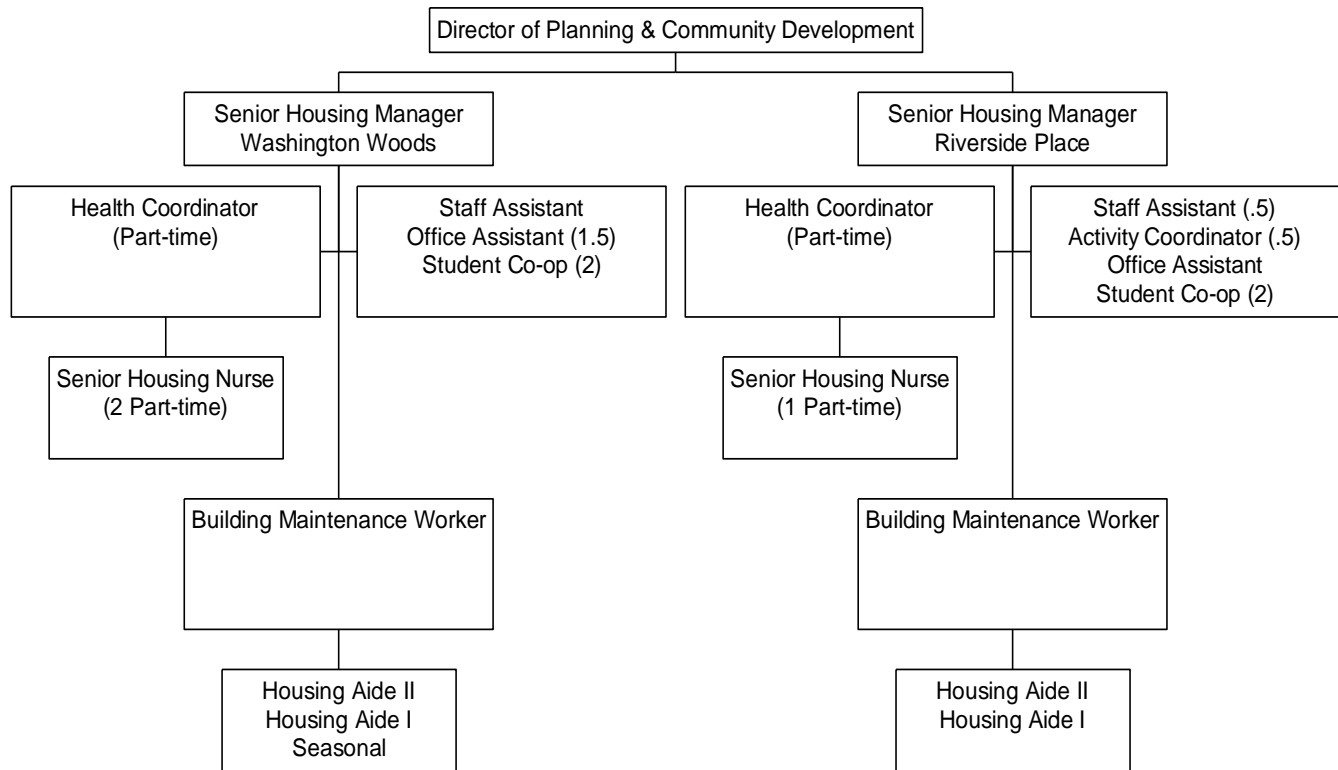 Director of Planning & Community Development
Senior Housing Manager
Washington Woods
Senior Housing Manager
Riverside Place
Health Coordinator
(Part-time)
Staff Assistant
Office Assistant (1.5)
Student Co-op (2)
Health Coordinator
(Part-time)
Staff Assistant (.5)
Activity Coordinator (.5)
Office Assistant
Student Co-op (2)
Senior Housing Nurse
(2 Part-time)
Senior Housing Nurse
(1 Part-time)
Building Maintenance Worker
Building Maintenance Worker
Housing Aide II
Housing Aide I
Seasonal
Housing Aide II
Housing Aide I